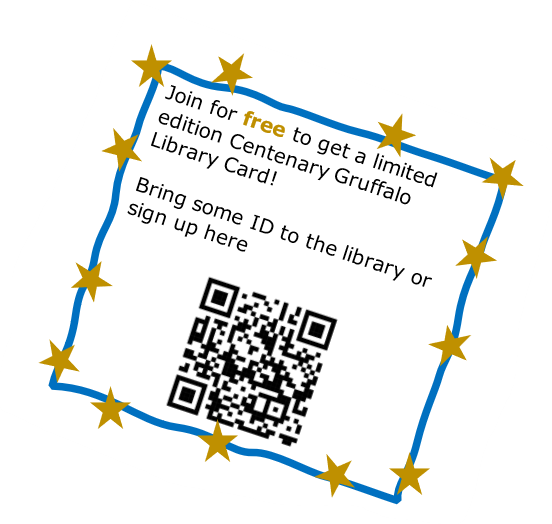 Join for free to get a limited
edition Centenary Gruffalo
Library Card!
Bring some ID to the library or
sign up here